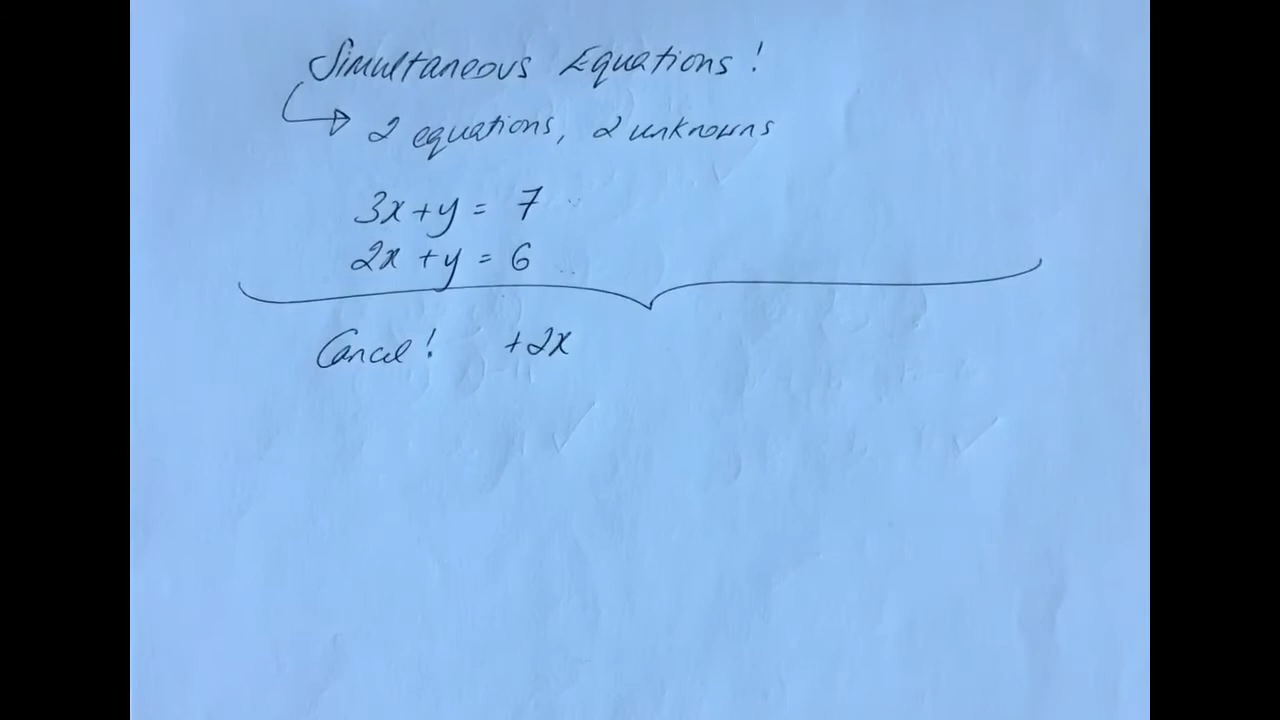 Simultaneous Equations!
2 equations, 2 unknowns
3x + y = 7
2x + y = 6
Cancel! +2x